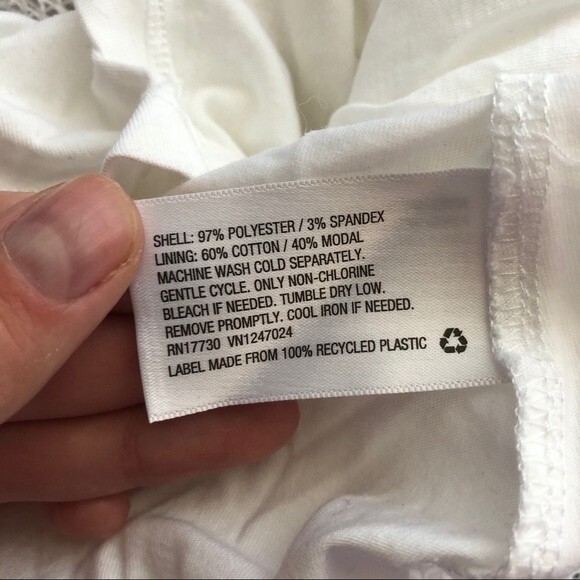 SHELL: 97% POLYESTER / 3% SPANDEX
LINING: 60% COTTON / 40% MODAL
MACHINE WASH COLD SEPARATELY.
GENTLE CYCLE. ONLY NON-CHLORINE
BLEACH IF NEEDED. TUMBLE DRY LOW.
REMOVE PROMPTLY. COOL IRON IF NEEDED.
RN17730 VN1247024
LABEL MADE FROM 100% RECYCLED PLASTIC